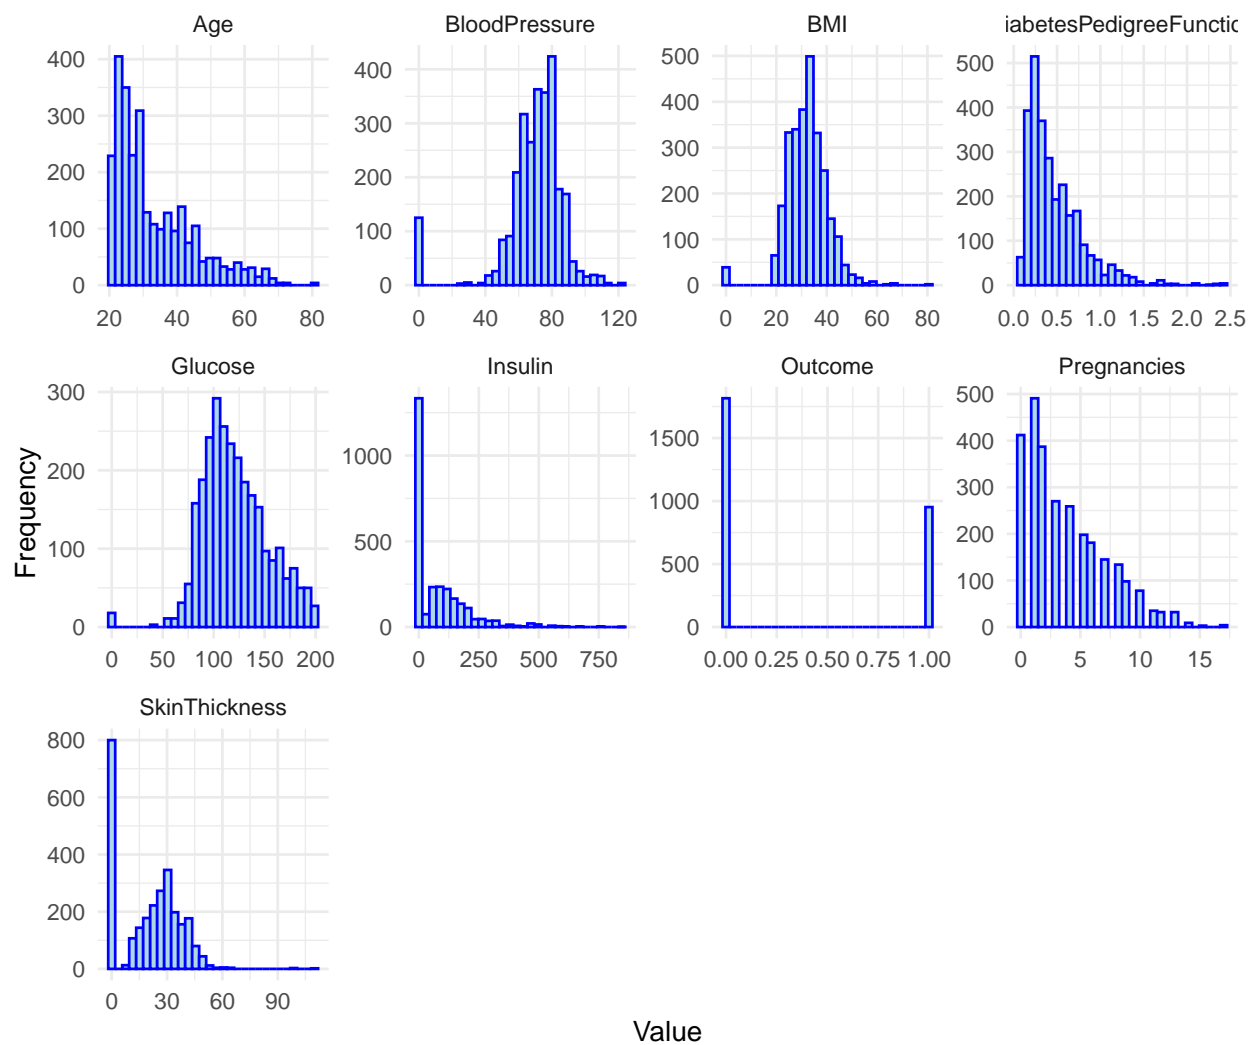 Age
BloodPressure
BMI
iabetesPedigreeFunctio
400
300
200
100
0
20 40 60 80
400
300
200
100
0
0 40 80 120
500
400
300
200
100
0
0 20 40 60 80
500
400
300
200
100
0
0.0 0.5 1.0 1.5 2.0 2.5
Glucose
Insulin
Outcome
Pregnancies
300
200
100
0
0 50 100 150 200
1000
500
0
0 250 500 750
1500
1000
500
0
0.00 0.25 0.50 0.75 1.00
500
400
300
200
100
0
0 5 10 15
SkinThickness
800
600
400
200
0
0 30 60 90
Frequency
Value